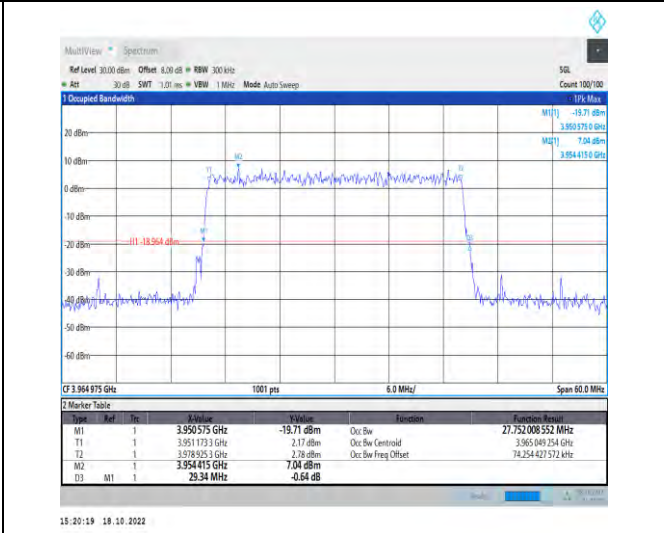 MultiView Spectrum
Ref Level 30.00 dBm Offset 8.00 dB RBW 300 kHz SGL
Att 30 dB SWT 1.01 ms VBW 1 MHz Mode Auto Sweep Count 100/100
1 Occupied Bandwidth 1Pk Max
M1[1] -19.71 dBm
3.950 575 0 GHz
M2[1] 7.04 dBm
3.954 415 0 GHz
20 dBm
10 dBm
0 dBm
-10 dBm
-20 dBm
-30 dBm
-40 dBm
-50 dBm
-60 dBm
M2
T1
T2
M1
D3
H1 -18.964 dBm
CF 3.964 975 GHz 1001 pts 6.0 MHz/ Span 60.0 MHz
2 Marker Table
Type Ref Trc X-Value Y-Value Function Function Result
M1 1 3.950 575 GHz -19.71 dBm Occ Bw 27.752 008 552 MHz
T1 1 3.951 173 3 GHz 2.17 dBm Occ Bw Centroid 3.965 049 254 GHz
T2 1 3.978 925 3 GHz 2.78 dBm Occ Bw Freq Offset 74.254 427 572 kHz
M2 1 3.954 415 GHz 7.04 dBm
D3 M1 1 29.34 MHz -0.64 dB
15:20:19 18.10.2022